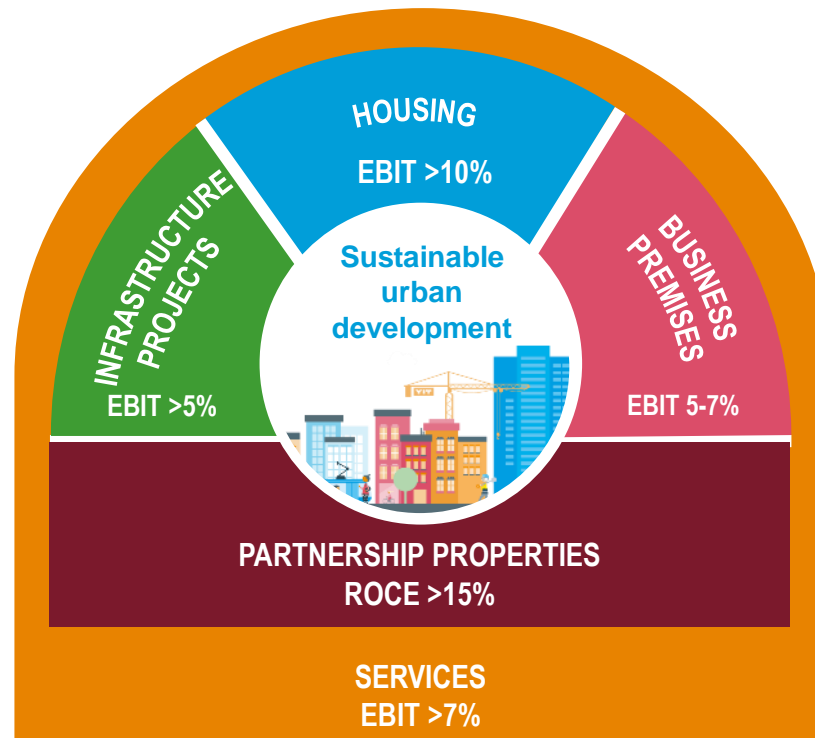 HOUSING
EBIT >10%
INFRASTRUCTURE
PROJECTS
EBIT >5%
Sustainable
urban
development
BUSINESS
PREMISES
EBIT 5-7%
PARTNERSHIP PROPERTIES
ROCE >15%
SERVICES
EBIT >7%